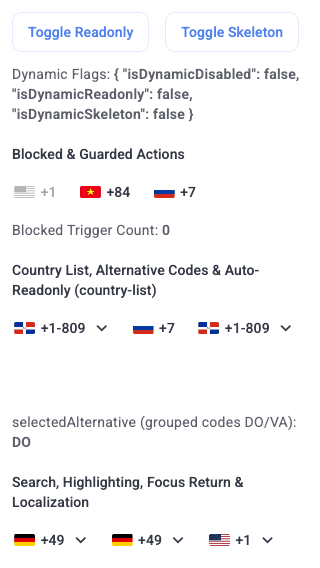 Toggle Readonly Toggle Skeleton
Dynamic Flags: { "isDynamicDisabled": false,
"isDynamicReadonly": false,
"isDynamicSkeleton": false }
Blocked & Guarded Actions
+1 +84 +7
Blocked Trigger Count: 0
Country List, Alternative Codes & Auto-
Readonly (country-list)
+1-809 +7 +1-809
selectedAlternative (grouped codes DO/VA):
DO
Search, Highlighting, Focus Return &
Localization
+49 +49 +1